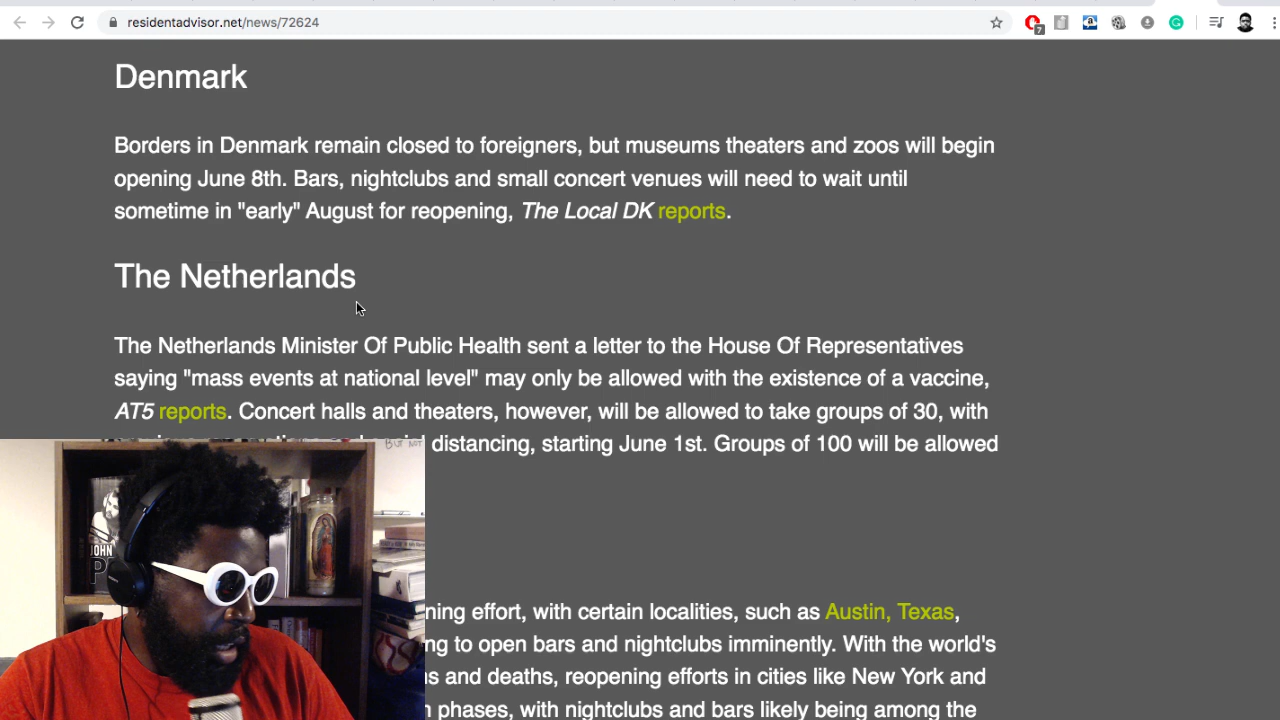 residentadvisor.net/news/72624
7
Denmark
Borders in Denmark remain closed to foreigners, but museums theaters and zoos will begin
opening June 8th. Bars, nightclubs and small concert venues will need to wait until
sometime in "early" August for reopening, The Local DK reports.
The Netherlands
The Netherlands Minister Of Public Health sent a letter to the House Of Representatives
saying "mass events at national level" may only be allowed with the existence of a vaccine,
AT5 reports. Concert halls and theaters, however, will be allowed to take groups of 30, with
distancing, starting June 1st. Groups of 100 will be allowed
BUT NOT
JOHN
ning effort, with certain localities, such as Austin, Texas,
ng to open bars and nightclubs imminently. With the world's
s and deaths, reopening efforts in cities like New York and
phases, with nightclubs and bars likely being among the